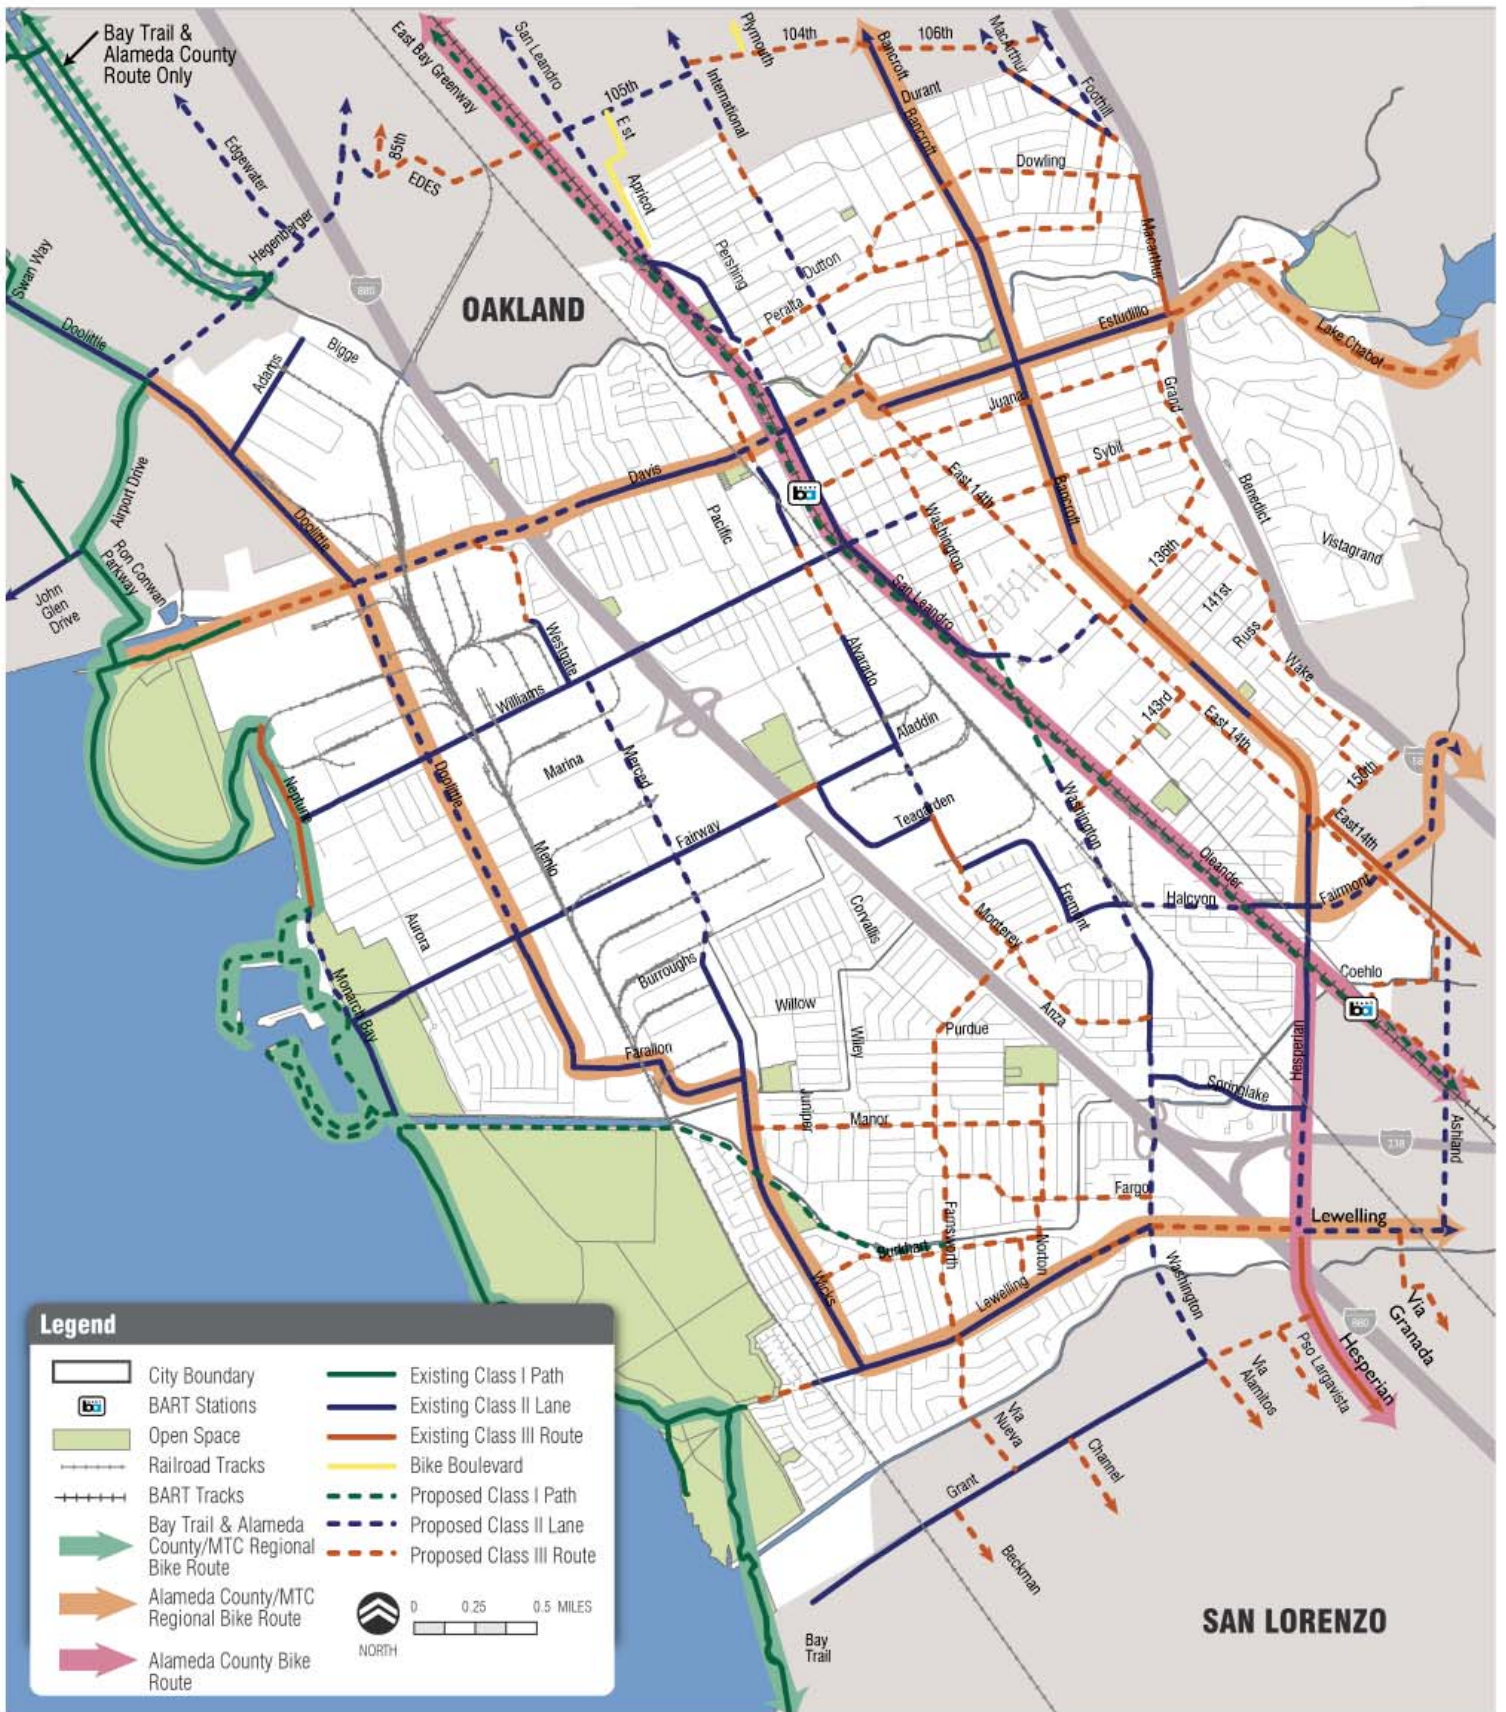 Bay Trail &
Alameda County
Route Only
East Bay Greenway
San Leandro
Plymouth
104th
Bancroft
106th
MacArthur
Foothill
Durant
Bancroft
105th
International
E st
Edgewater
85th
EDES
Apricot
Dowling
Hegenberger
Swan Way
Pershing
Dutton
Macarthur
880
OAKLAND
Peralta
Estudillo
Lake Chabot
Doolittle
Bigge
Adams
Juana
Grand
Davis
Sybil
East 14th
Bancroft
Benedict
Airport Drive
Doolittle
Pacific
Washington
Vistagrand
136th
Ron Conwan
Parkway
John
Glen
Drive
San Leandro
141st
Russ
Westgate
Alvarado
Wake
Williams
143rd
East 14th
Aladdin
Marina
Merced
Neptune
Doolittle
Teagarden
Washington
150th
East14th
Fairway
Menlo
Oleander
Fairmont
Halcyon
Fremont
Monterey
Corvallis
Aurora
Burroughs
Coehlo
Monarch Bay
Willow
Anza
Purdue
Wiley
Farallon
Hesperian
Springlake
Juniper
Manor
Ashland
238
Fargo
Farnsworth
Lewelling
Burkhart
Norton
Wicks
Lewelling
Washington
Via
Granada
880
Hesperian
Pso Largavista
Via
Alamitos
Via
Nueva
Channel
Grant
Beckman
SAN LORENZO
Bay
Trail
Legend
City Boundary
BART Stations
Open Space
Railroad Tracks
BART Tracks
Bay Trail & Alameda
County/MTC Regional
Bike Route
Alameda County/MTC
Regional Bike Route
Alameda County Bike
Route
Existing Class I Path
Existing Class II Lane
Existing Class III Route
Bike Boulevard
Proposed Class I Path
Proposed Class II Lane
Proposed Class III Route
0 0.25 0.5 MILES
NORTH